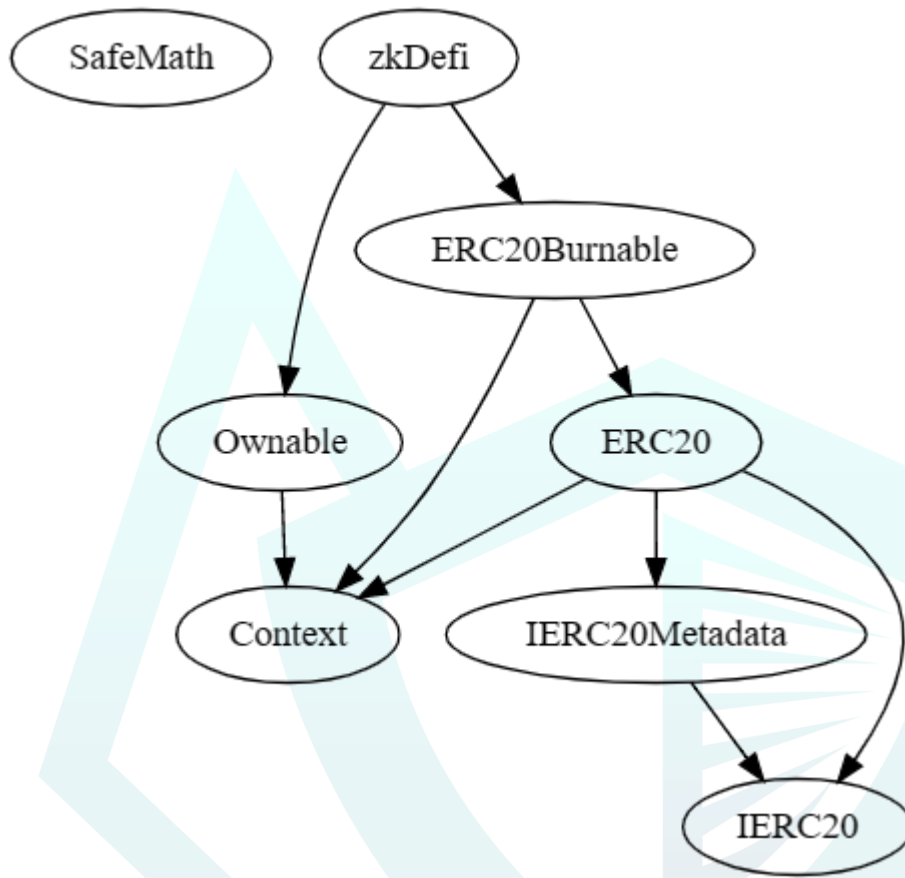 SafeMath
zkDefi
ERC20Burnable
Ownable
ERC20
Context
IERC20Metadata
IERC20